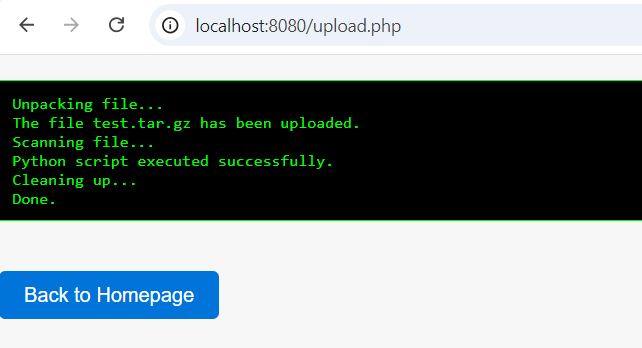 localhost:8080/upload.php
Unpacking file...
The file test.tar.gz has been uploaded.
Scanning file...
Python script executed successfully.
Cleaning up...
Done.
Back to Homepage